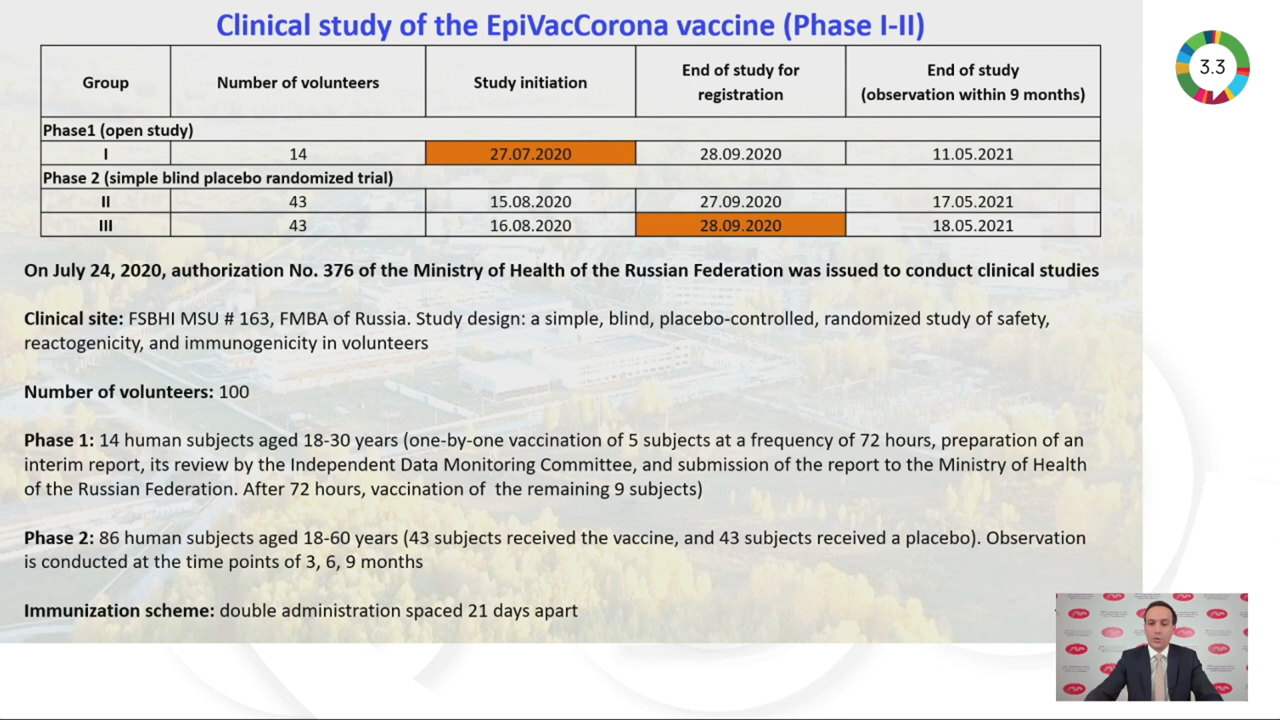 Clinical study of the EpiVacCorona vaccine (Phase I-II)
3.3
Group Number of volunteers Study initiation End of study for registration End of study (observation within 9 months)
Phase1 (open study)
I 14 27.07.2020 28.09.2020 11.05.2021
Phase 2 (simple blind placebo randomized trial)
II 43 15.08.2020 27.09.2020 17.05.2021
III 43 16.08.2020 28.09.2020 18.05.2021
On July 24, 2020, authorization No. 376 of the Ministry of Health of the Russian Federation was issued to conduct clinical studies
Clinical site: FSBHI MSU # 163, FMBA of Russia. Study design: a simple, blind, placebo-controlled, randomized study of safety,
reactogenicity, and immunogenicity in volunteers
Number of volunteers: 100
Phase 1: 14 human subjects aged 18-30 years (one-by-one vaccination of 5 subjects at a frequency of 72 hours, preparation of an
interim report, its review by the Independent Data Monitoring Committee, and submission of the report to the Ministry of Health
of the Russian Federation. After 72 hours, vaccination of the remaining 9 subjects)
Phase 2: 86 human subjects aged 18-60 years (43 subjects received the vaccine, and 43 subjects received a placebo). Observation
is conducted at the time points of 3, 6, 9 months
Immunization scheme: double administration spaced 21 days apart